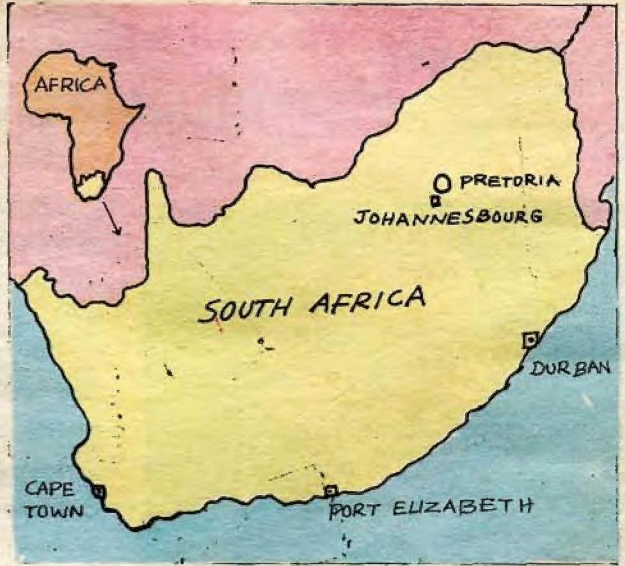 AFRICA
PRETORIA
JOHANNESBOURG
SOUTH AFRICA
DURBAN
CAPE
TOWN
PORT ELIZABETH